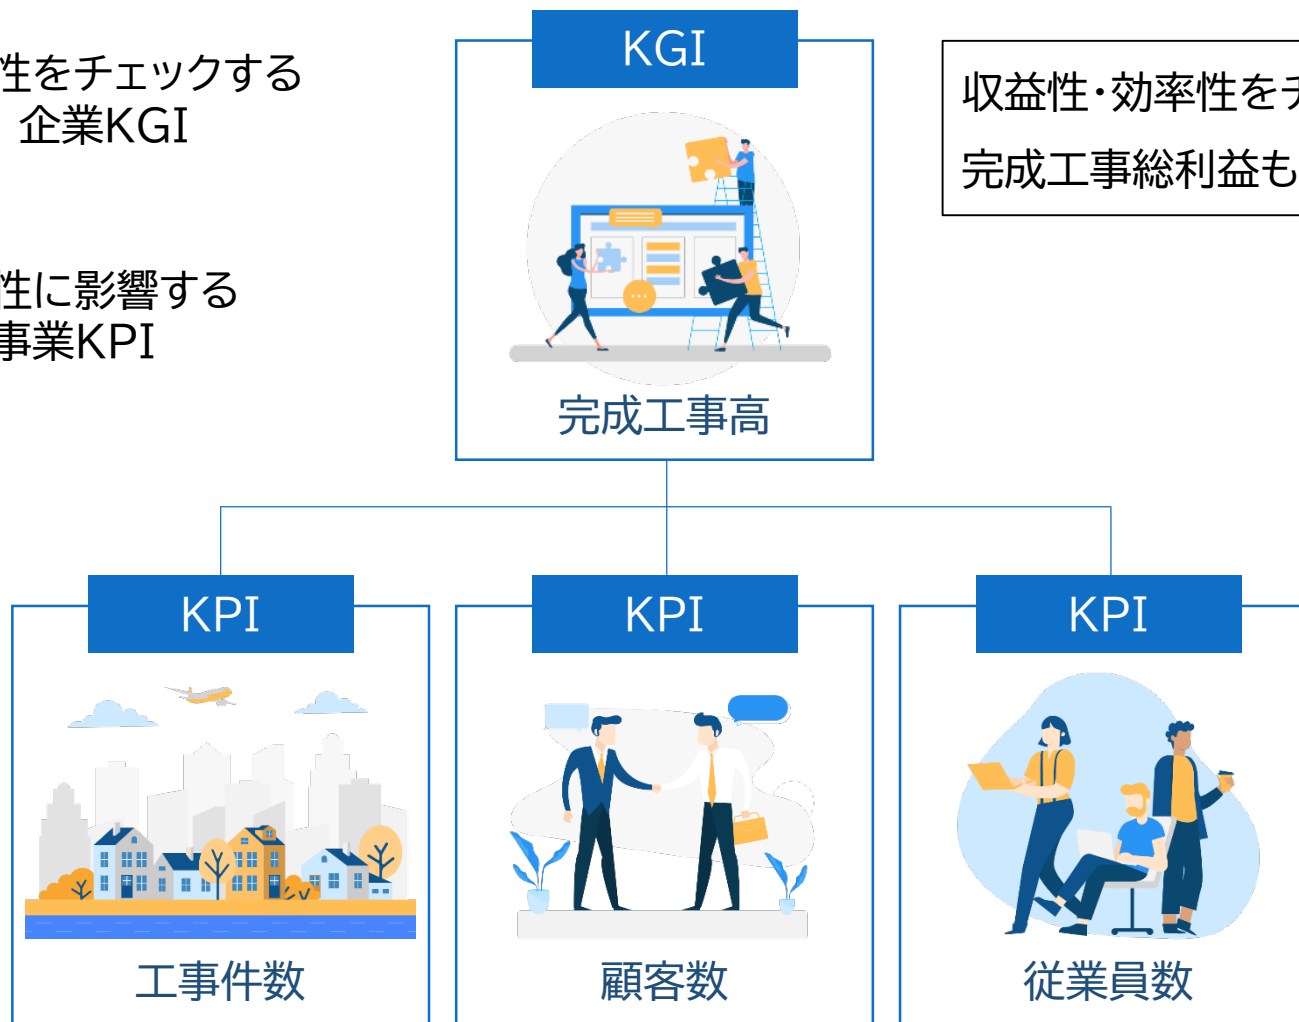 KGI
性をチェックする
企業KGI
収益性・効率性をチ
完成工事総利益も
性に影響する
事業KPI
完成工事高
KPI
KPI
KPI
工事件数
顧客数
従業員数